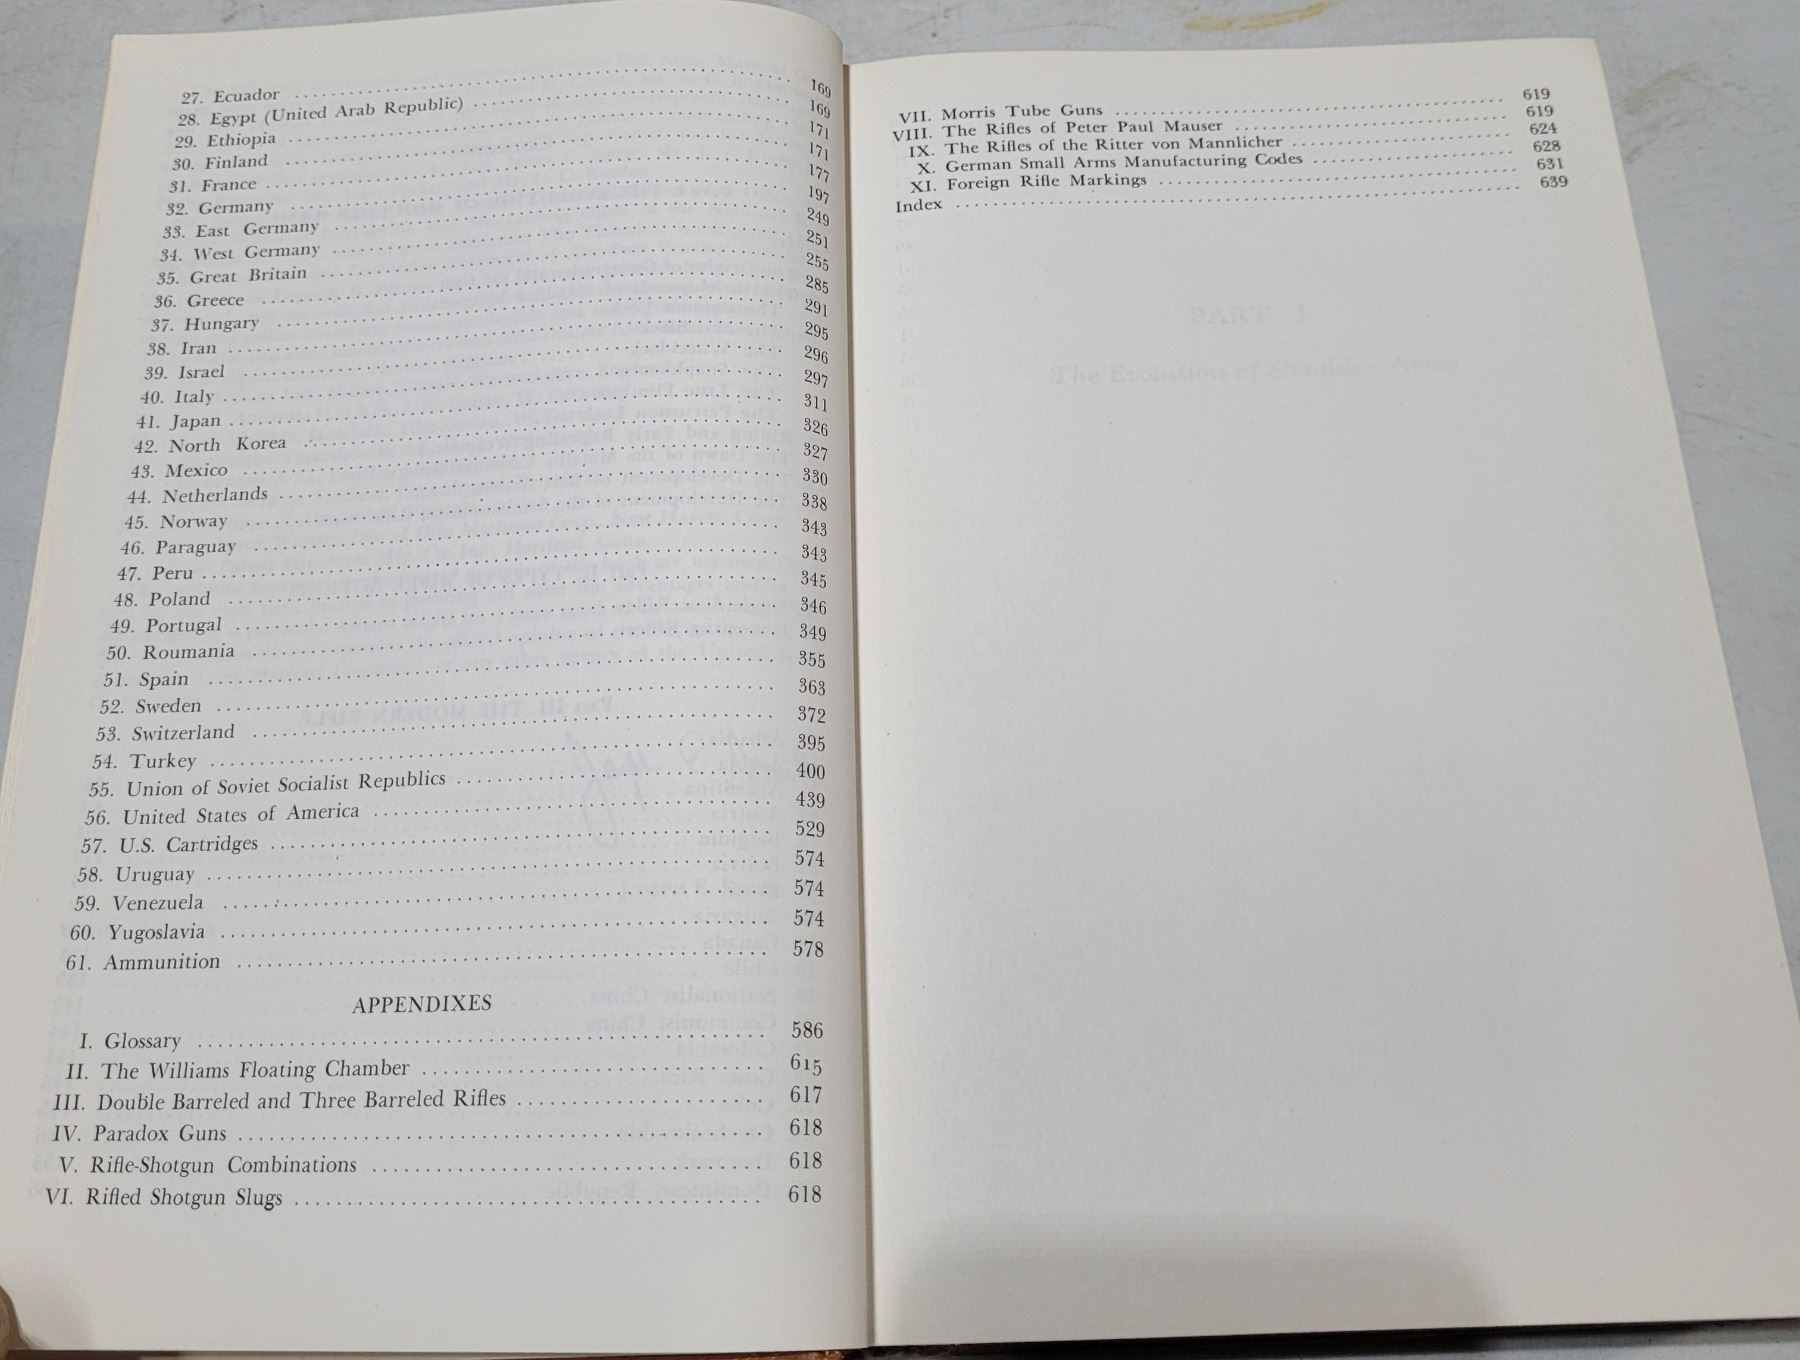 27. Ecuador ........ 169
28. Egypt (United Arab Republic) ........ 169
29. Ethiopia ........ 171
30. Finland ........ 171
31. France ........ 177
32. Germany ........ 197
33. East Germany ........ 249
34. West Germany ........ 251
35. Great Britain ........ 255
36. Greece ........ 285
37. Hungary ........ 291
38. Iran ........ 295
39. Israel ........ 296
40. Italy ........ 297
41. Japan ........ 311
42. North Korea ........ 326
43. Mexico ........ 327
44. Netherlands ........ 330
45. Norway ........ 338
46. Paraguay ........ 343
47. Peru ........ 343
48. Poland ........ 345
49. Portugal ........ 346
50. Roumania ........ 349
51. Spain ........ 355
52. Sweden ........ 363
53. Switzerland ........ 372
54. Turkey ........ 395
55. Union of Soviet Socialist Republics ........ 400
56. United States of America ........ 439
57. U.S. Cartridges ........ 529
58. Uruguay ........ 574
59. Venezuela ........ 574
60. Yugoslavia ........ 574
61. Ammunition ........ 578
APPENDIXES
I. Glossary ........ 586
II. The Williams Floating Chamber ........ 615
III. Double Barreled and Three Barreled Rifles ........ 617
IV. Paradox Guns ........ 618
V. Rifle-Shotgun Combinations ........ 618
VI. Rifled Shotgun Slugs ........ 618
VII. Morris Tube Guns ........ 619
VIII. The Rifles of Peter Paul Mauser ........ 619
IX. The Rifles of the Ritter von Mannlicher ........ 624
X. German Small Arms Manufacturing Codes ........ 628
XI. Foreign Rifle Markings ........ 631
Index ........ 639
PART I
The Evolution of Shoulder Arms